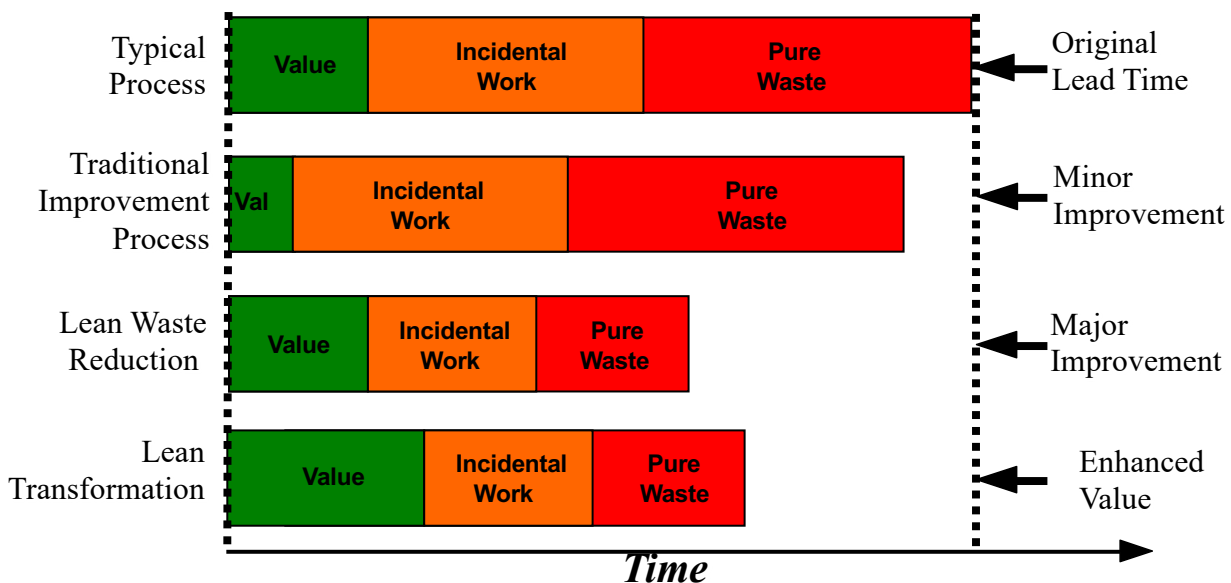 Typical
Process
Value
Incidental
Work
Pure
Waste
Original
Lead Time
Traditional
Improvement
Process
Val
Incidental
Work
Pure
Waste
Minor
Improvement
Lean Waste
Reduction
Value
Incidental
Work
Pure
Waste
Major
Improvement
Lean
Transformation
Value
Incidental
Work
Pure
Waste
Enhanced
Value
Time